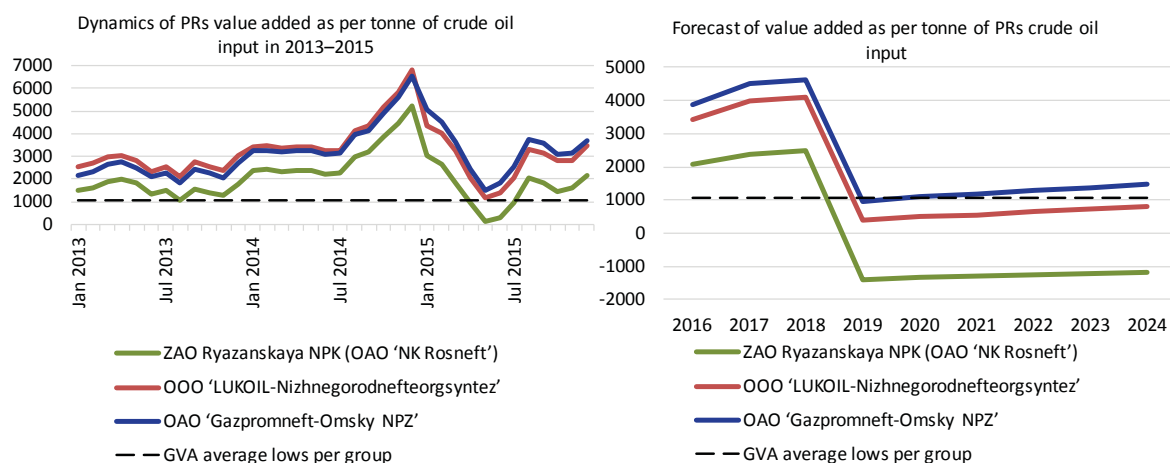 Dynamics of PRs value added as per tonne of crude oil
input in 2013–2015
7000
6000
5000
4000
3000
2000
1000
0
Jan 2013
Jul 2013
Jan 2014
Jul 2014
Jan 2015
Jul 2015
ZAO Ryazanskaya NPK (OAO ‘NK Rosneft’)
OOO ‘LUKOIL-Nizhnegorodnefteorgsyntez’
OAO ‘Gazpromneft-Omsky NPZ’
GVA average lows per group
Forecast of value added as per tonne of PRs crude oil
input
5000
4000
3000
2000
1000
0
-1000
-2000
2016 2017 2018 2019 2020 2021 2022 2023 2024
ZAO Ryazanskaya NPK (OAO ‘NK Rosneft’)
OOO ‘LUKOIL-Nizhnegorodnefteorgsyntez’
OAO ‘Gazpromneft-Omsky NPZ’
GVA average lows per group